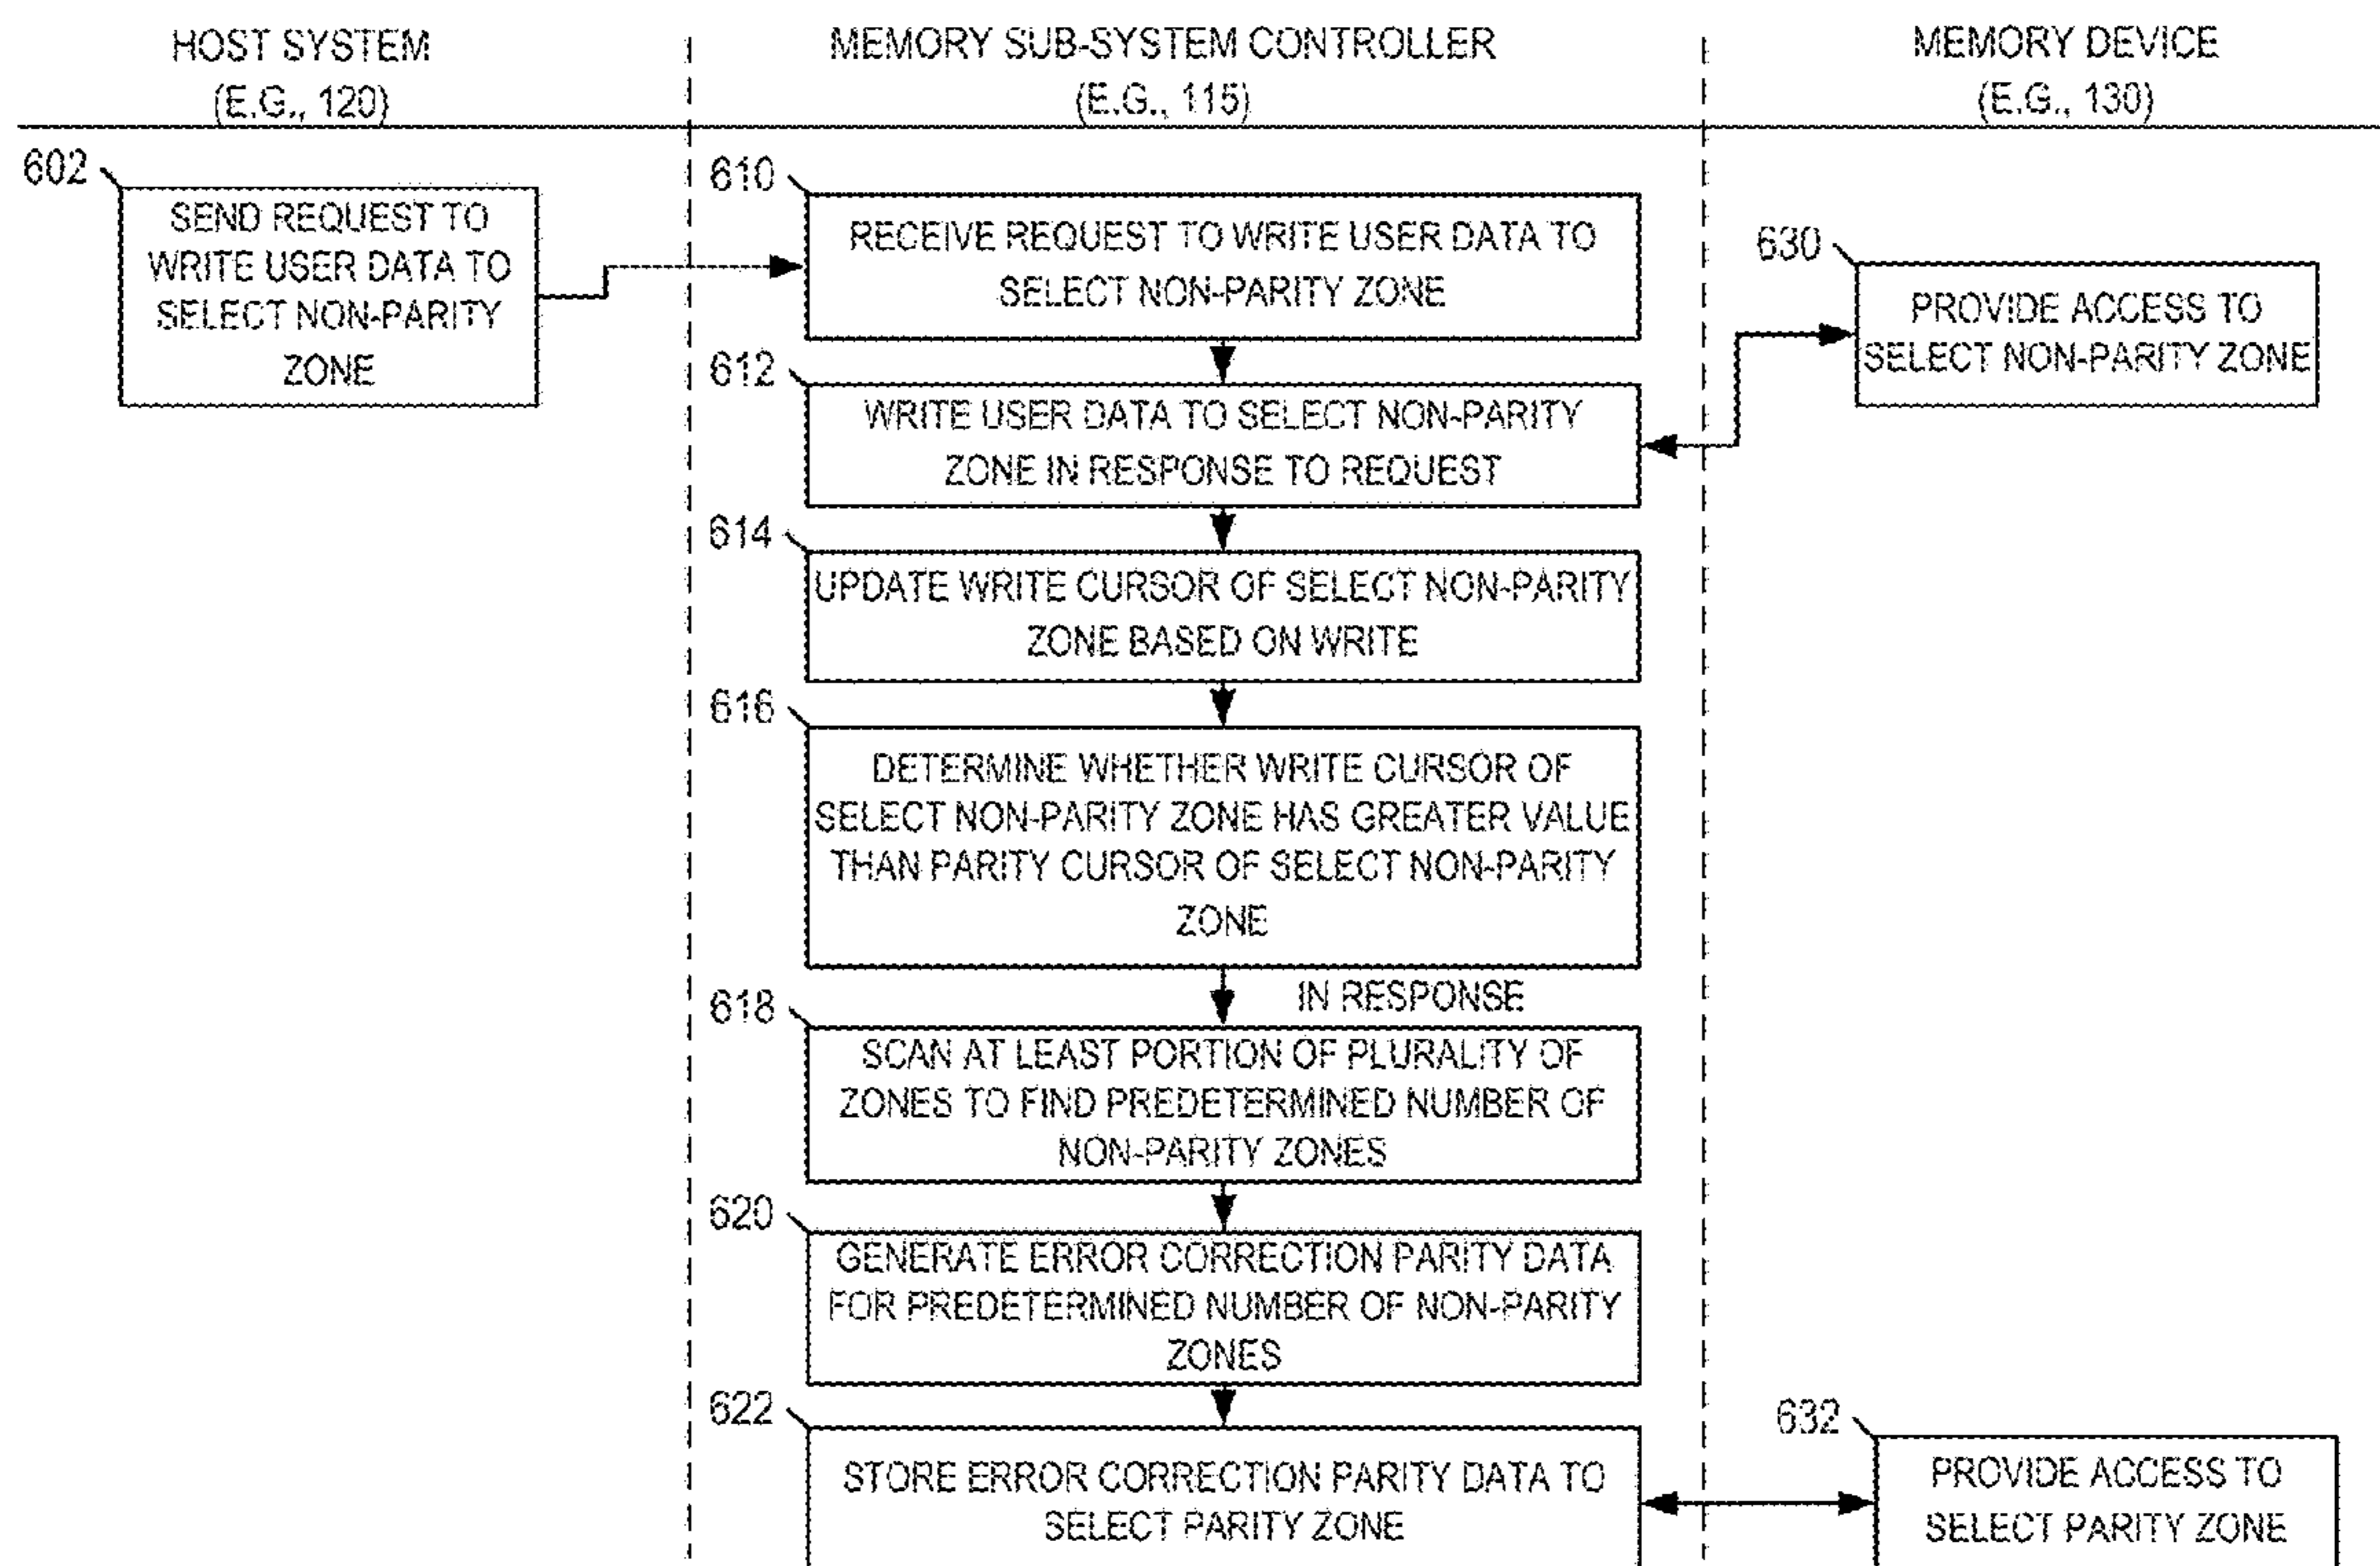 HOST SYSTEM
(E.G., 120)
MEMORY SUB-SYSTEM CONTROLLER
(E.G., 115)
MEMORY DEVICE
(E.G., 130)
602
SEND REQUEST TO
WRITE USER DATA TO
SELECT NON-PARITY
ZONE
610
RECEIVE REQUEST TO WRITE USER DATA TO
SELECT NON-PARITY ZONE
630
PROVIDE ACCESS TO
SELECT NON-PARITY ZONE
612
WRITE USER DATA TO SELECT NON-PARITY
ZONE IN RESPONSE TO REQUEST
614
UPDATE WRITE CURSOR OF SELECT NON-PARITY
ZONE BASED ON WRITE
616
DETERMINE WHETHER WRITE CURSOR OF
SELECT NON-PARITY ZONE HAS GREATER VALUE
THAN PARITY CURSOR OF SELECT NON-PARITY
ZONE
IN RESPONSE
618
SCAN AT LEAST PORTION OF PLURALITY OF
ZONES TO FIND PREDETERMINED NUMBER OF
NON-PARITY ZONES
620
GENERATE ERROR CORRECTION PARITY DATA
FOR PREDETERMINED NUMBER OF NON-PARITY
ZONES
622
STORE ERROR CORRECTION PARITY DATA TO
SELECT PARITY ZONE
632
PROVIDE ACCESS TO
SELECT PARITY ZONE